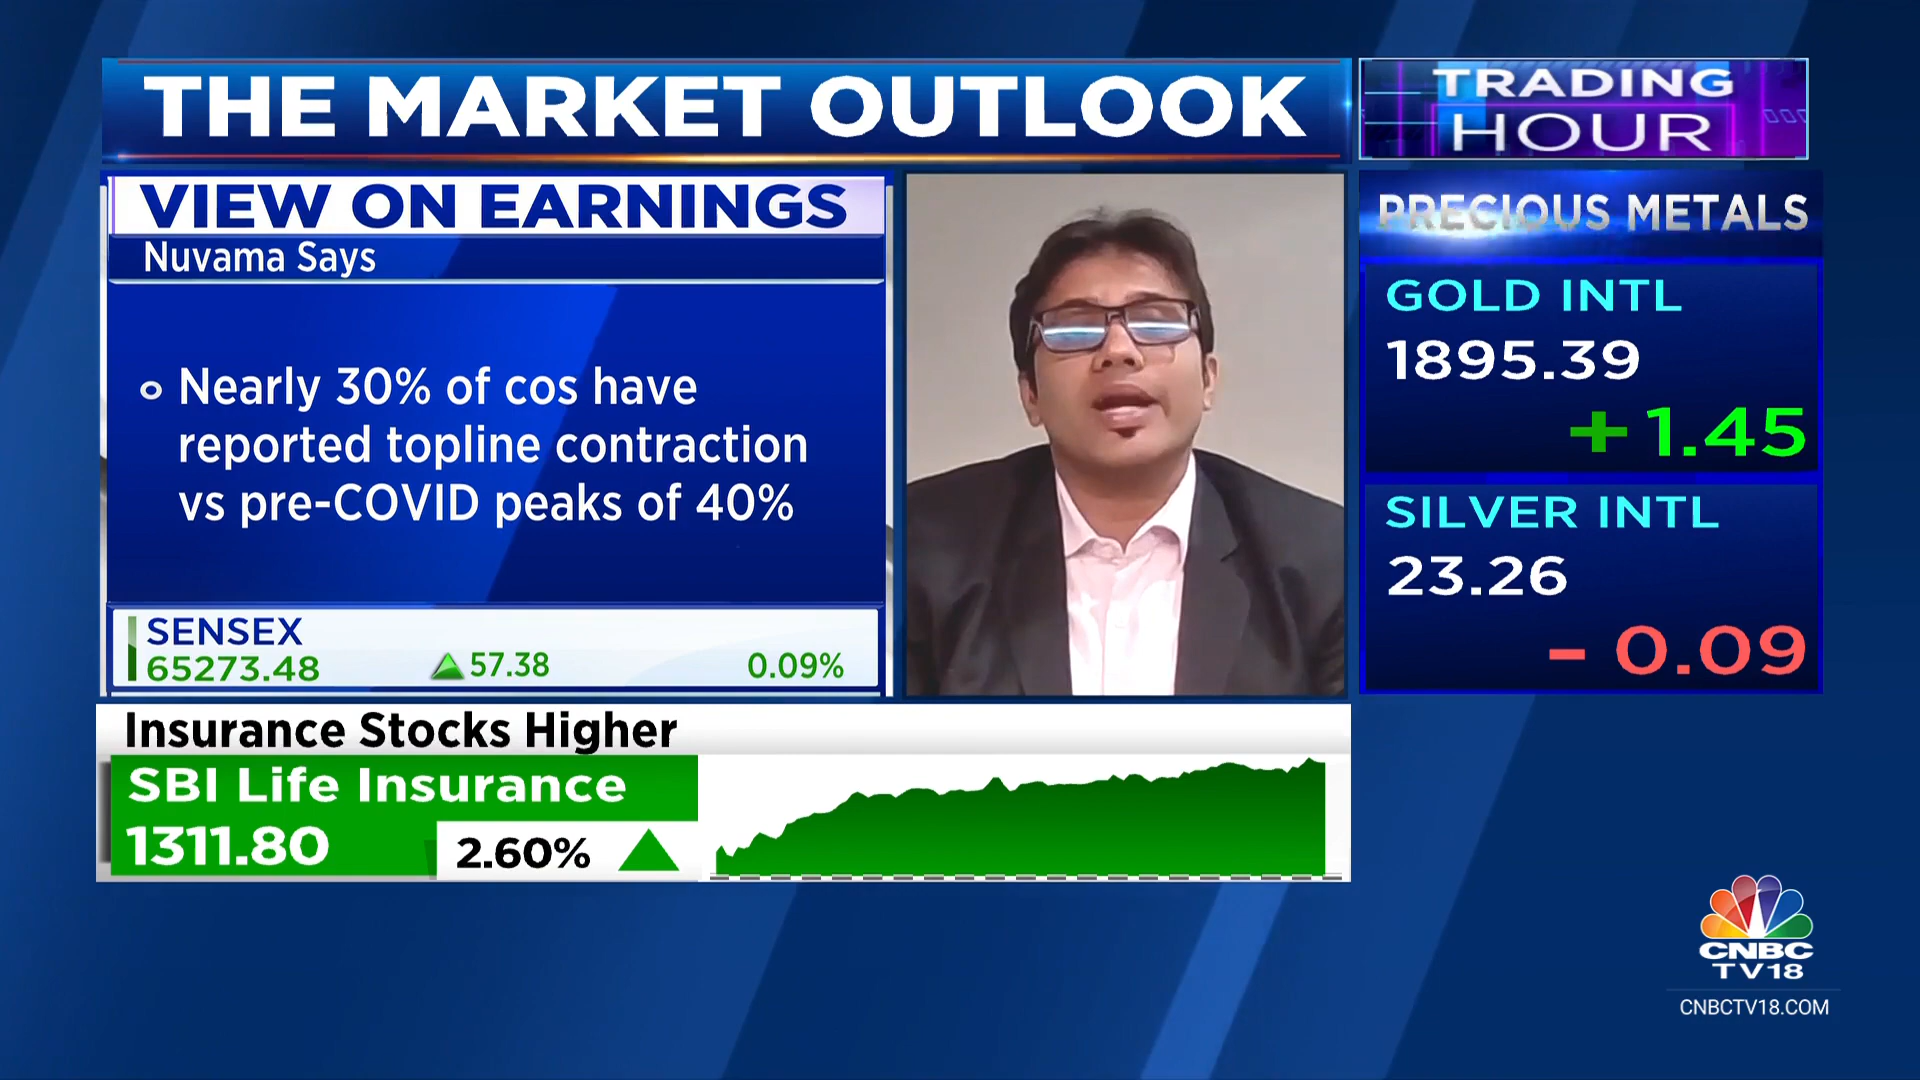 THE MARKET OUTLOOK
TRADING
HOUR
VIEW ON EARNINGS
Nuvama Says
Nearly 30% of cos have
reported topline contraction
vs pre-COVID peaks of 40%
SENSEX
65273.48 57.38 0.09%
PRECIOUS METALS
GOLD INTL
1895.39
+1.45
SILVER INTL
23.26
- 0.09
Insurance Stocks Higher
SBI Life Insurance
1311.80 2.60%
CNBC
TV18
CNBCTV18.COM